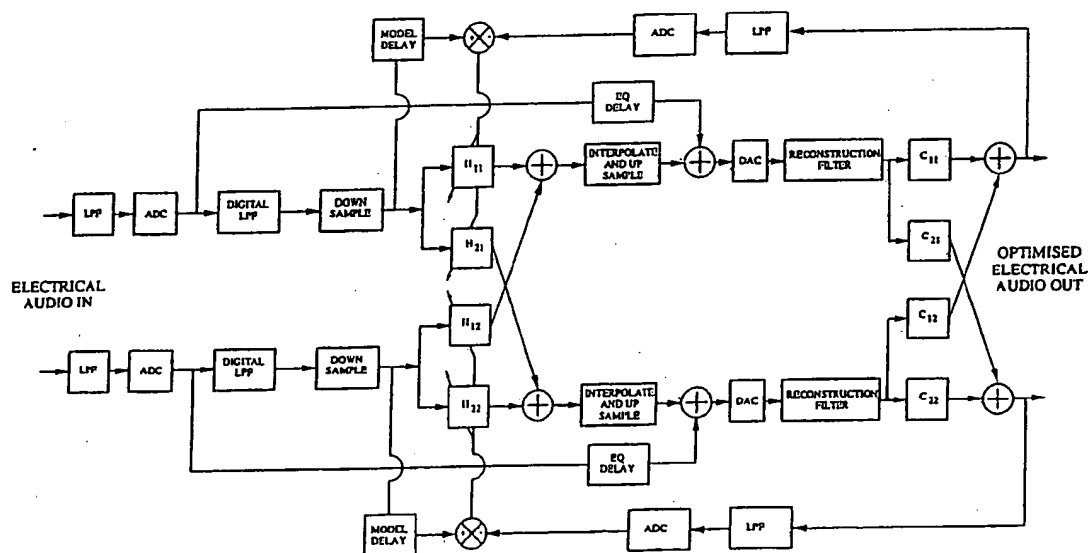 MODEL
DELAY
ADC
LPF
EQ
DELAY
H11
INTERPOLATE
AND UP
SAMPLE
DAC
RECONSTRUCTION
FILTER
C11
LPF
ADC
DIGITAL
LPF
DOWN
SAMPLE
H21
C21
ELECTRICAL
AUDIO IN
OPTIMISED
ELECTRICAL
AUDIO OUT
H12
C12
LPF
ADC
DIGITAL
LPF
DOWN
SAMPLE
H22
INTERPOLATE
AND UP
SAMPLE
DAC
RECONSTRUCTION
FILTER
C22
EQ
DELAY
MODEL
DELAY
ADC
LPF